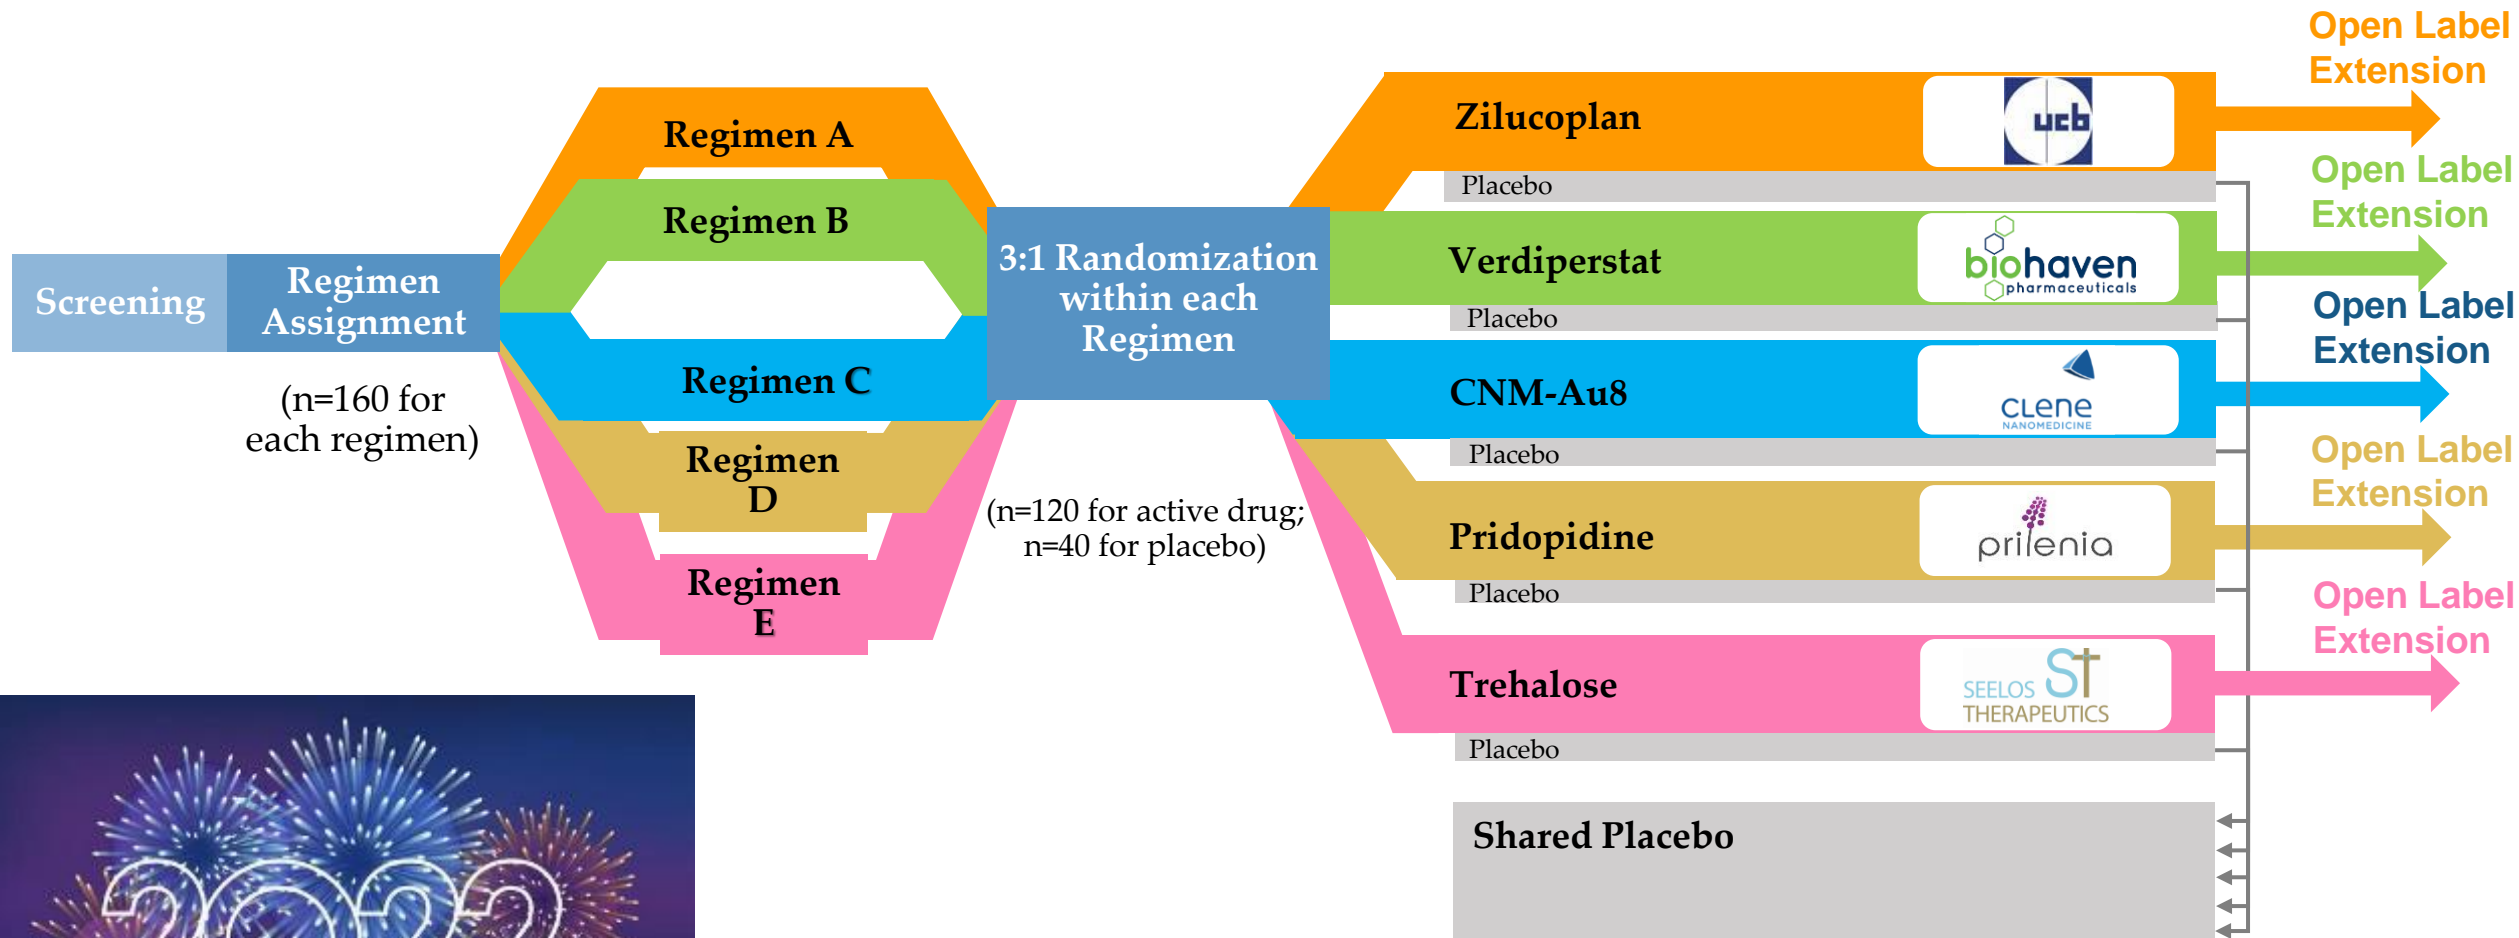 Screening
Regimen
Assignment
(n=160 for
each regimen)
Regimen A
Regimen B
Regimen C
Regimen
D
Regimen
E
3:1 Randomization
within each
Regimen
(n=120 for active drug;
n=40 for placebo)
Zilucoplan
ucb
Placebo
Open Label
Extension
Verdiperstat
biohaven
pharmaceuticals
Placebo
Open Label
Extension
CNM-Au8
CLENE
NANOMEDICINE
Placebo
Open Label
Extension
Pridopidine
prilenia
Placebo
Open Label
Extension
Trehalose
SEELOS St
THERAPEUTICS
Placebo
Open Label
Extension
Shared Placebo
2022